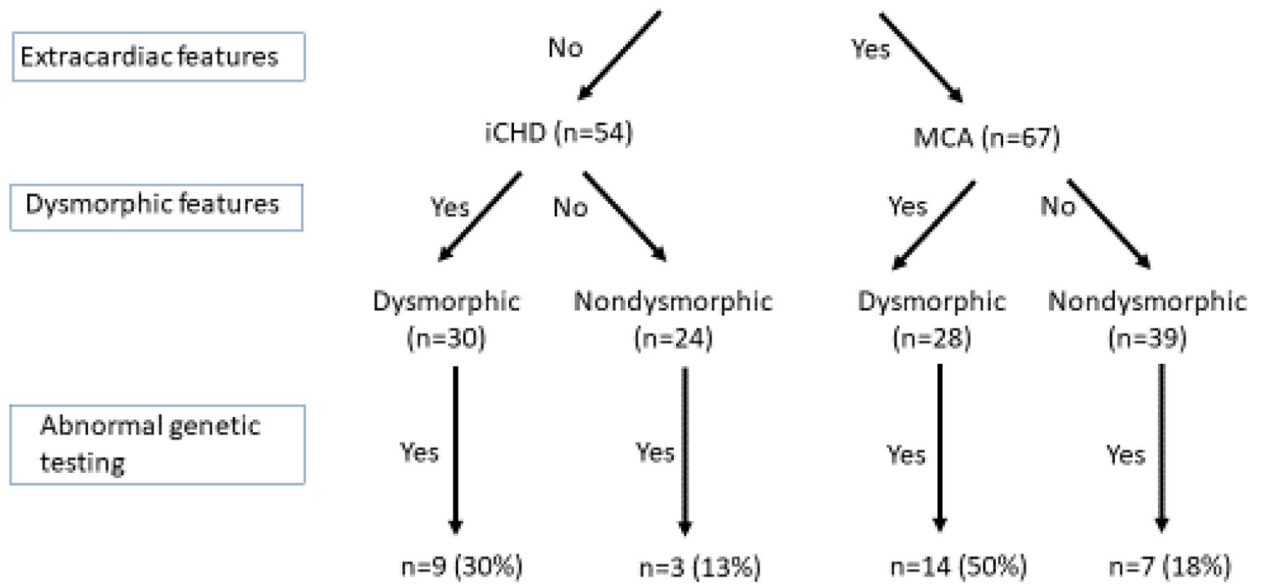 Extracardiac features
No
Yes
iCHD (n=54)
MCA (n=67)
Dysmorphic features
Yes
No
Yes
No
Dysmorphic
(n=30)
Nondysmorphic
(n=24)
Dysmorphic
(n=28)
Nondysmorphic
(n=39)
Abnormal genetic
testing
Yes
Yes
Yes
Yes
n=9 (30%)
n=3 (13%)
n=14 (50%)
n=7 (18%)